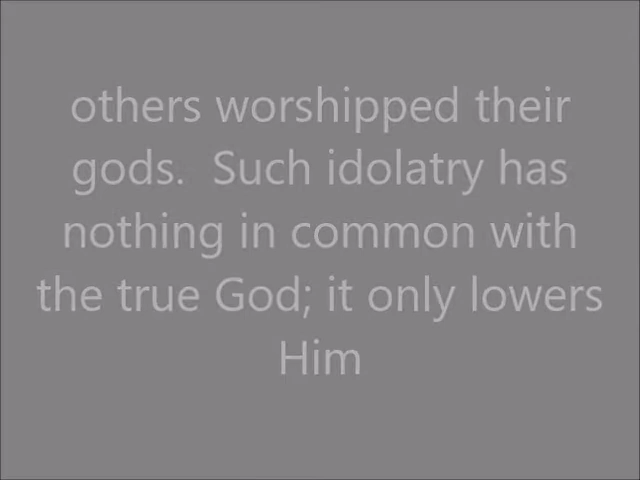 others worshipped their
gods.  Such idolatry has
nothing in common with
the true God; it only lowers
Him